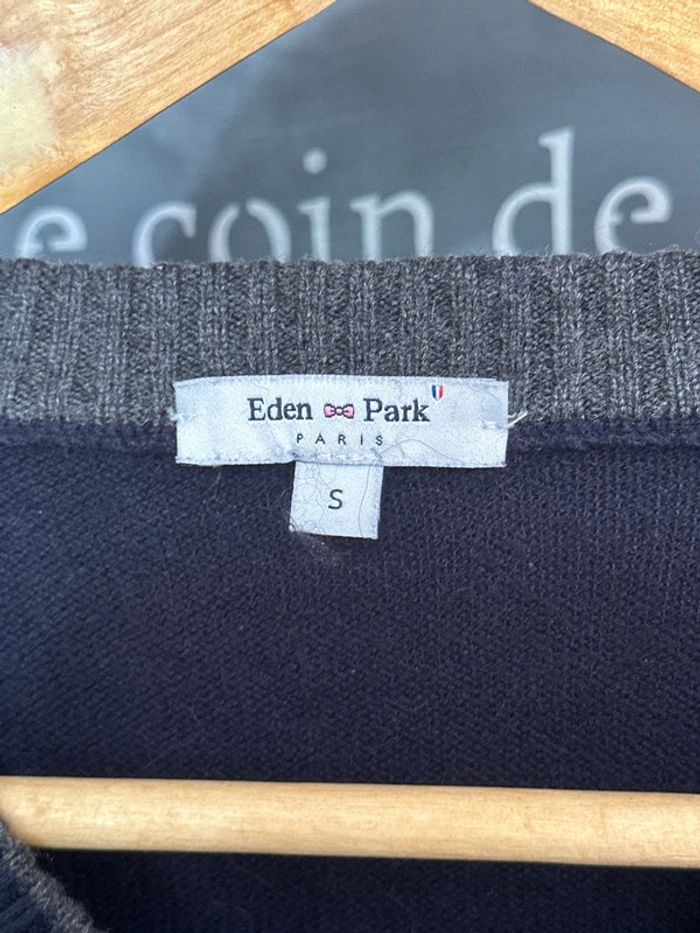 e coin de
Eden Park
PARIS
S